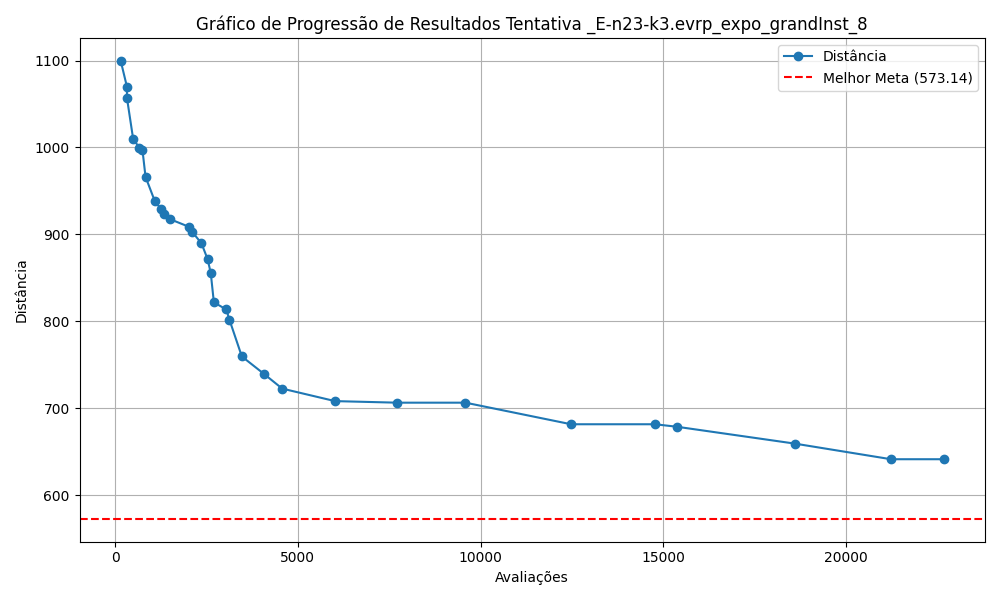 Gráfico de Progressão de Resultados Tentativa _E-n23-k3.evrp_expo_grandInst_8
Distância
Melhor Meta (573.14)
1100
1000
900
800
700
600
Distância
0
5000
10000
15000
20000
Avaliações